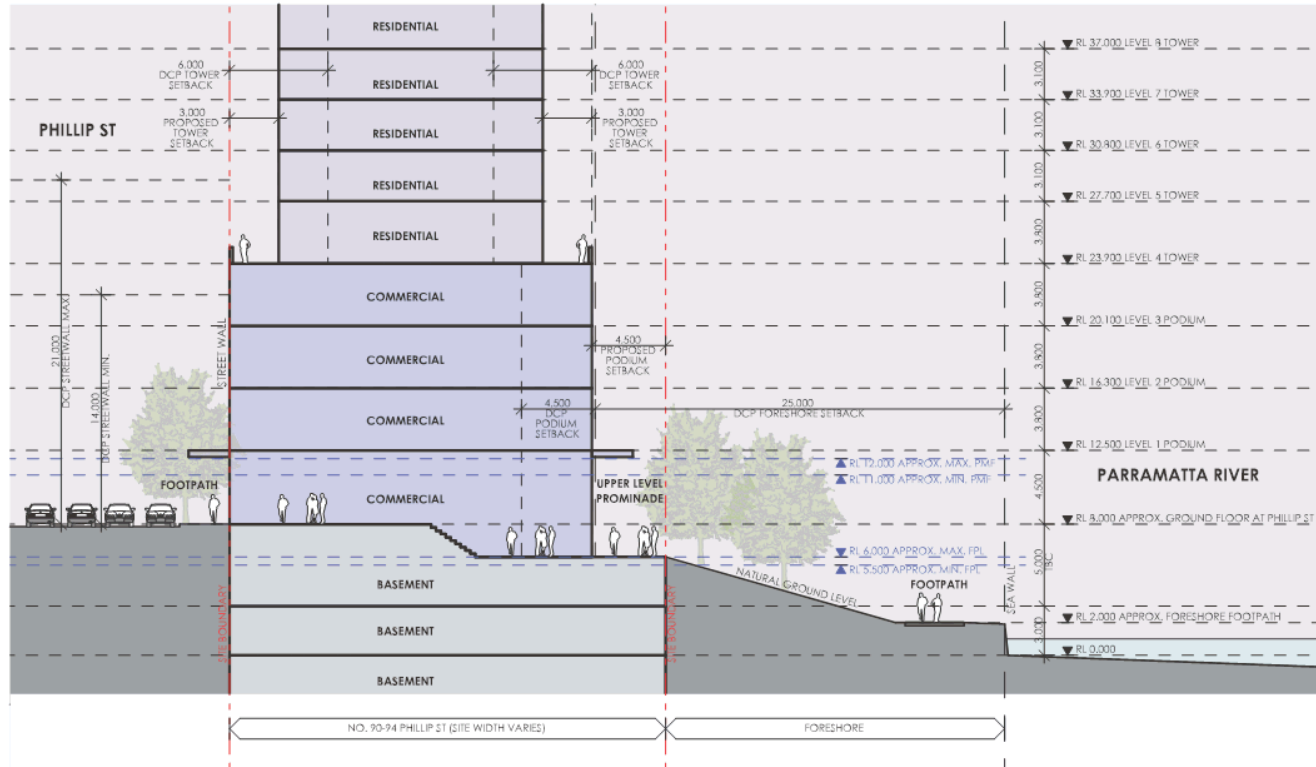 RESIDENTIAL
RL 37.000 LEVEL 8 TOWER
6.000
DCP TOWER
SETBACK
6.000
DCP TOWER
SETBACK
RESIDENTIAL
3.100
RL 33.900 LEVEL 7 TOWER
3.000
PROPOSED
TOWER
SETBACK
3.000
PROPOSED
TOWER
SETBACK
PHILLIP ST
RESIDENTIAL
3.100
RL 30.800 LEVEL 6 TOWER
RESIDENTIAL
3.100
RL 27.700 LEVEL 5 TOWER
RESIDENTIAL
3.800
RL 23.900 LEVEL 4 TOWER
COMMERCIAL
3.800
RL 20.100 LEVEL 3 PODIUM
21.000
DCP STREETWALL MAX
14.000
DCP STREETWALL MIN.
STREET WALL
4.500
PROPOSED
PODIUM
SETBACK
COMMERCIAL
3.800
RL 16.300 LEVEL 2 PODIUM
4.500
DCP
PODIUM
SETBACK
25.000
DCP FORESHORE SETBACK
COMMERCIAL
3.800
RL 12.500 LEVEL 1 PODIUM
RL 12.000 APPROX. MAX. PMF
RL 11.000 APPROX. MIN. PMF
PARRAMATTA RIVER
FOOTPATH
COMMERCIAL
UPPER LEVEL
PROMINADE
4.500
RL 8.000 APPROX. GROUND FLOOR AT PHILLIP ST
RL 6.000 APPROX. MAX. FPL
RL 5.500 APPROX. MIN. FPL
5.000
TBC
BASEMENT
NATURAL GROUND LEVEL
FOOTPATH
SEA WALL
RL 2.000 APPROX. FORESHORE FOOTPATH
SITE BOUNDARY
BASEMENT
SITE BOUNDARY
3.000
RL 0.000
BASEMENT
NO. 90-94 PHILLIP ST (SITE WIDTH VARIES)
FORESHORE